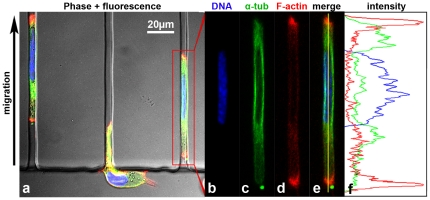 Phase + fluorescence
DNA α-tub F-actin merge intensity
20µm
migration
a b c d e f